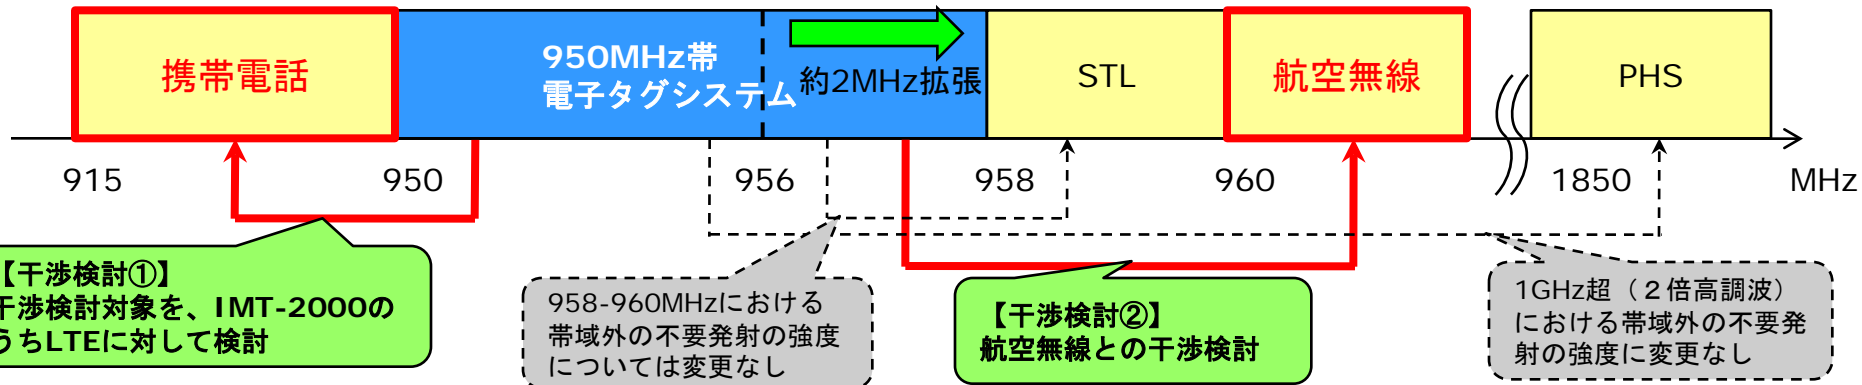 携帯電話
950MHz帯
電子タグシステム
約2MHz拡張
STL
航空無線
PHS
915
950
956
958
960
1850
MHz
【干渉検討①】
干渉検討対象を、IMT-2000の
うちLTEに対して検討
958-960MHzにおける
帯域外の不要発射の強度
については変更なし
【干渉検討②】
航空無線との干渉検討
1GHz超（２倍高調波）
における帯域外の不要発
射の強度に変更なし